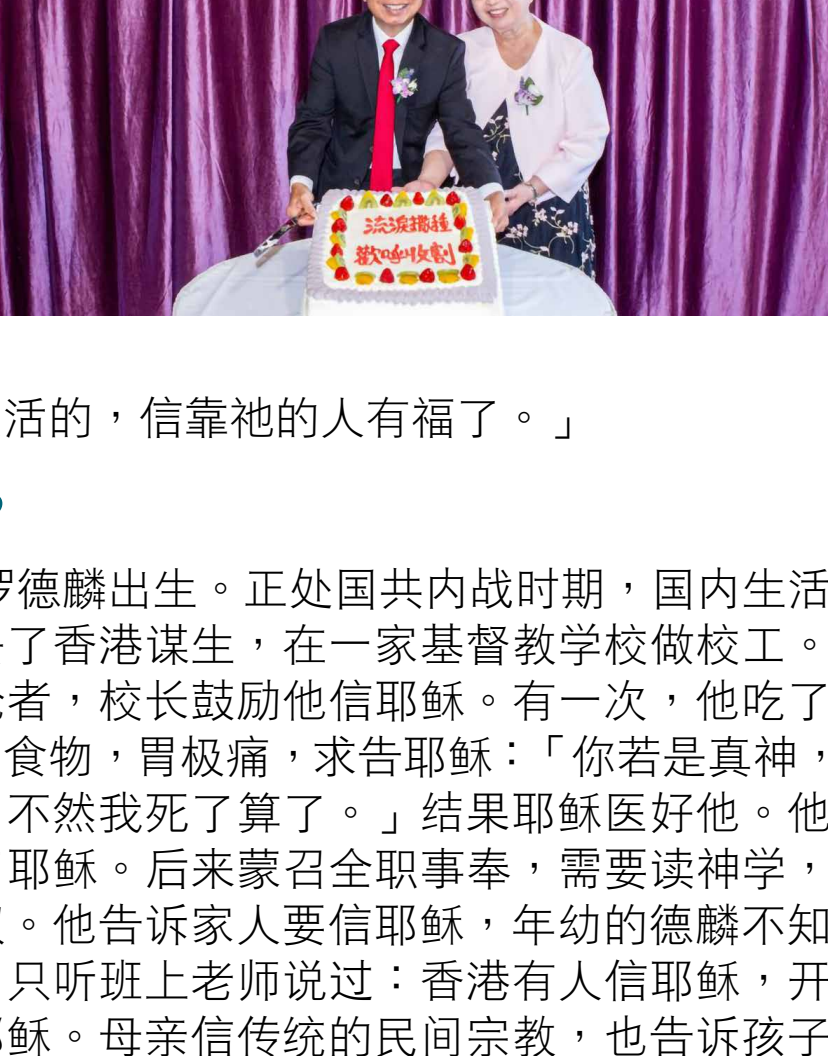 流淚撒種
歡呼收割
活的，信靠祂的人有福了。」
罗德麟出生。正处国共内战时期，国内生活
了香港谋生，在一家基督教学校做校工。
者，校长鼓励他信耶稣。有一次，他吃了
食物，胃极痛，求告耶稣：「你若是真神，
不然我死了算了。」结果耶稣医好他。他
耶稣。后来蒙召全职事奉，需要读神学，
。他告诉家人要信耶稣，年幼的德麟不知
只听班上老师说过：香港有人信耶稣，开
耶稣。母亲信传统的民间宗教，也告诉孩子